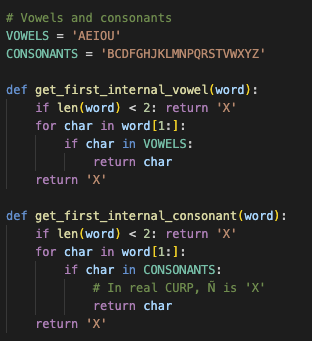 # Vowels and consonants
VOWELS = 'AEIOU'
CONSONANTS = 'BCDFGHJKLMNPQRSTVWXYZ'

def get_first_internal_vowel(word):
    if len(word) < 2: return 'X'
    for char in word[1:]:
        if char in VOWELS:
            return char
    return 'X'

def get_first_internal_consonant(word):
    if len(word) < 2: return 'X'
    for char in word[1:]:
        if char in CONSONANTS:
            # In real CURP, Ñ is 'X'
            return char
    return 'X'